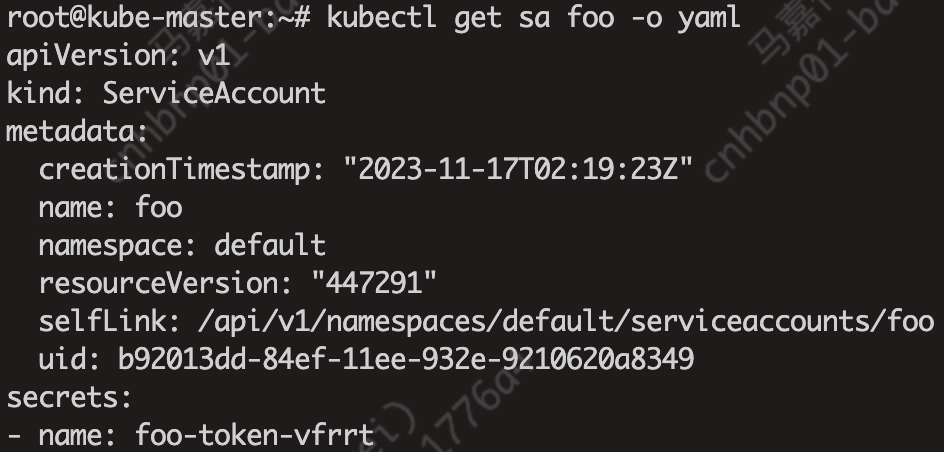 root@kube-master:~# kubectl get sa foo -o yaml
apiVersion: v1
kind: ServiceAccount
metadata:
  creationTimestamp: "2023-11-17T02:19:23Z"
  name: foo
  namespace: default
  resourceVersion: "447291"
  selfLink: /api/v1/namespaces/default/serviceaccounts/foo
  uid: b92013dd-84ef-11ee-932e-9210620a8349
secrets:
- name: foo-token-vfrrt